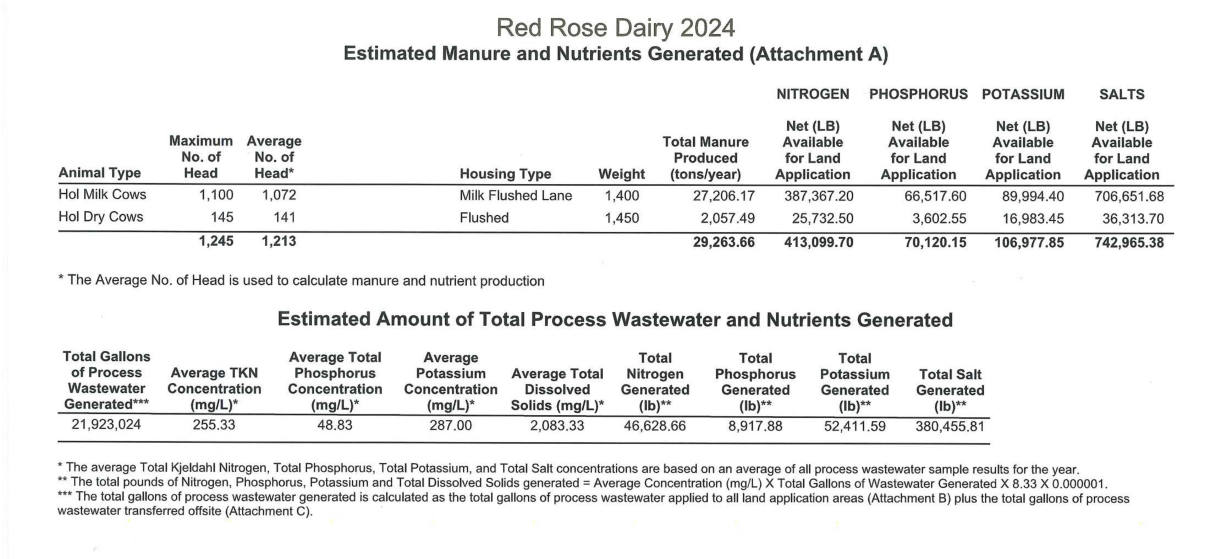 Red Rose Dairy 2024
Estimated Manure and Nutrients Generated (Attachment A)
NITROGEN PHOSPHORUS POTASSIUM SALTS
Animal Type Maximum No. of Head Average No. of Head* Housing Type Weight Total Manure Produced (tons/year) Net (LB) Available for Land Application Net (LB) Available for Land Application Net (LB) Available for Land Application Net (LB) Available for Land Application
Hol Milk Cows 1,100 1,072 Milk Flushed Lane 1,400 27,206.17 387,367.20 66,517.60 89,994.40 706,651.68
Hol Dry Cows 145 141 Flushed 1,450 2,057.49 25,732.50 3,602.55 16,983.45 36,313.70
1,245 1,213 29,263.66 413,099.70 70,120.15 106,977.85 742,965.38
* The Average No. of Head is used to calculate manure and nutrient production
Estimated Amount of Total Process Wastewater and Nutrients Generated
Total Gallons of Process Wastewater Generated*** Average TKN Concentration (mg/L)* Average Total Phosphorus Concentration (mg/L)* Average Potassium Concentration (mg/L)* Average Total Dissolved Solids (mg/L)* Total Nitrogen Generated (lb)** Total Phosphorus Generated (lb)** Total Potassium Generated (lb)** Total Salt Generated (lb)**
21,923,024 255.33 48.83 287.00 2,083.33 46,628.66 8,917.88 52,411.59 380,455.81
* The average Total Kjeldahl Nitrogen, Total Phosphorus, Total Potassium, and Total Salt concentrations are based on an average of all process wastewater sample results for the year.
** The total pounds of Nitrogen, Phosphorus, Potassium and Total Dissolved Solids generated = Average Concentration (mg/L) X Total Gallons of Wastewater Generated X 8.33 X 0.000001.
*** The total gallons of process wastewater generated is calculated as the total gallons of process wastewater applied to all land application areas (Attachment B) plus the total gallons of process
wastewater transferred offsite (Attachment C).